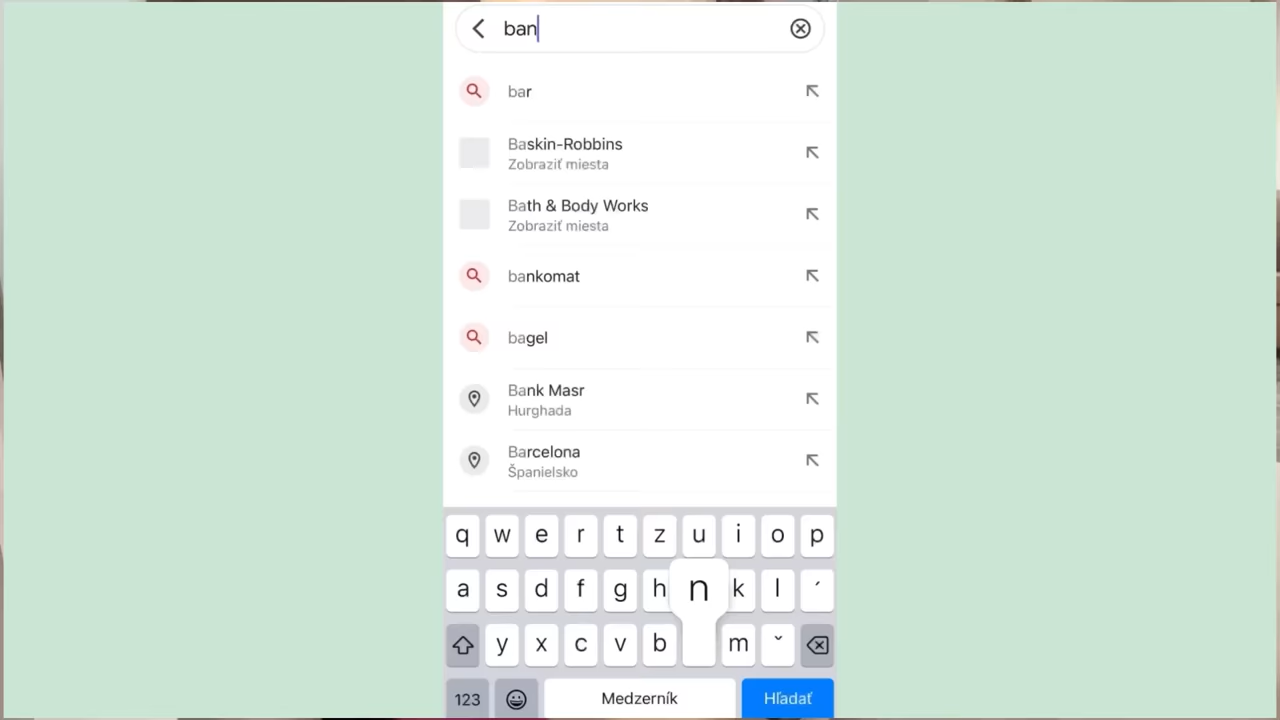 ban
bar
Baskin-Robbins
Zobraziť miesta
Bath & Body Works
Zobraziť miesta
bankomat
bagel
Bank Masr
Hurghada
Barcelona
Španielsko
q w e r t z u i o p
a s d f g h n k l ´
y x c v b m ˇ
123 Medzerník Hľadať